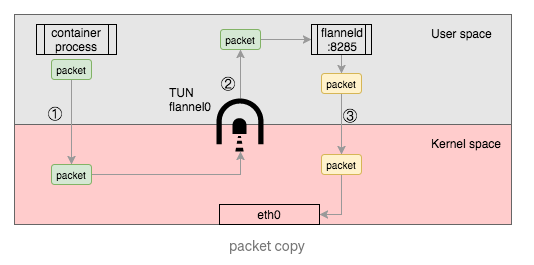 container
process
flanneld
:8285
User space
packet
packet
②
packet
TUN
flannel0
①
③
Kernel space
packet
packet
eth0
packet copy